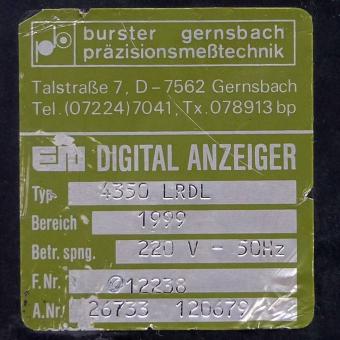 burster gernsbach
präzisionsmeßtechnik
Talstraße 7, D-7562 Gernsbach
Tel. (07224) 7041, Tx. 078913 bp
DIGITAL ANZEIGER
Typ 4350 LRDL
Bereich 1999
Betr. spng. 220 V - 50Hz
F.Nr. 012238
A.Nr. 26733 120679